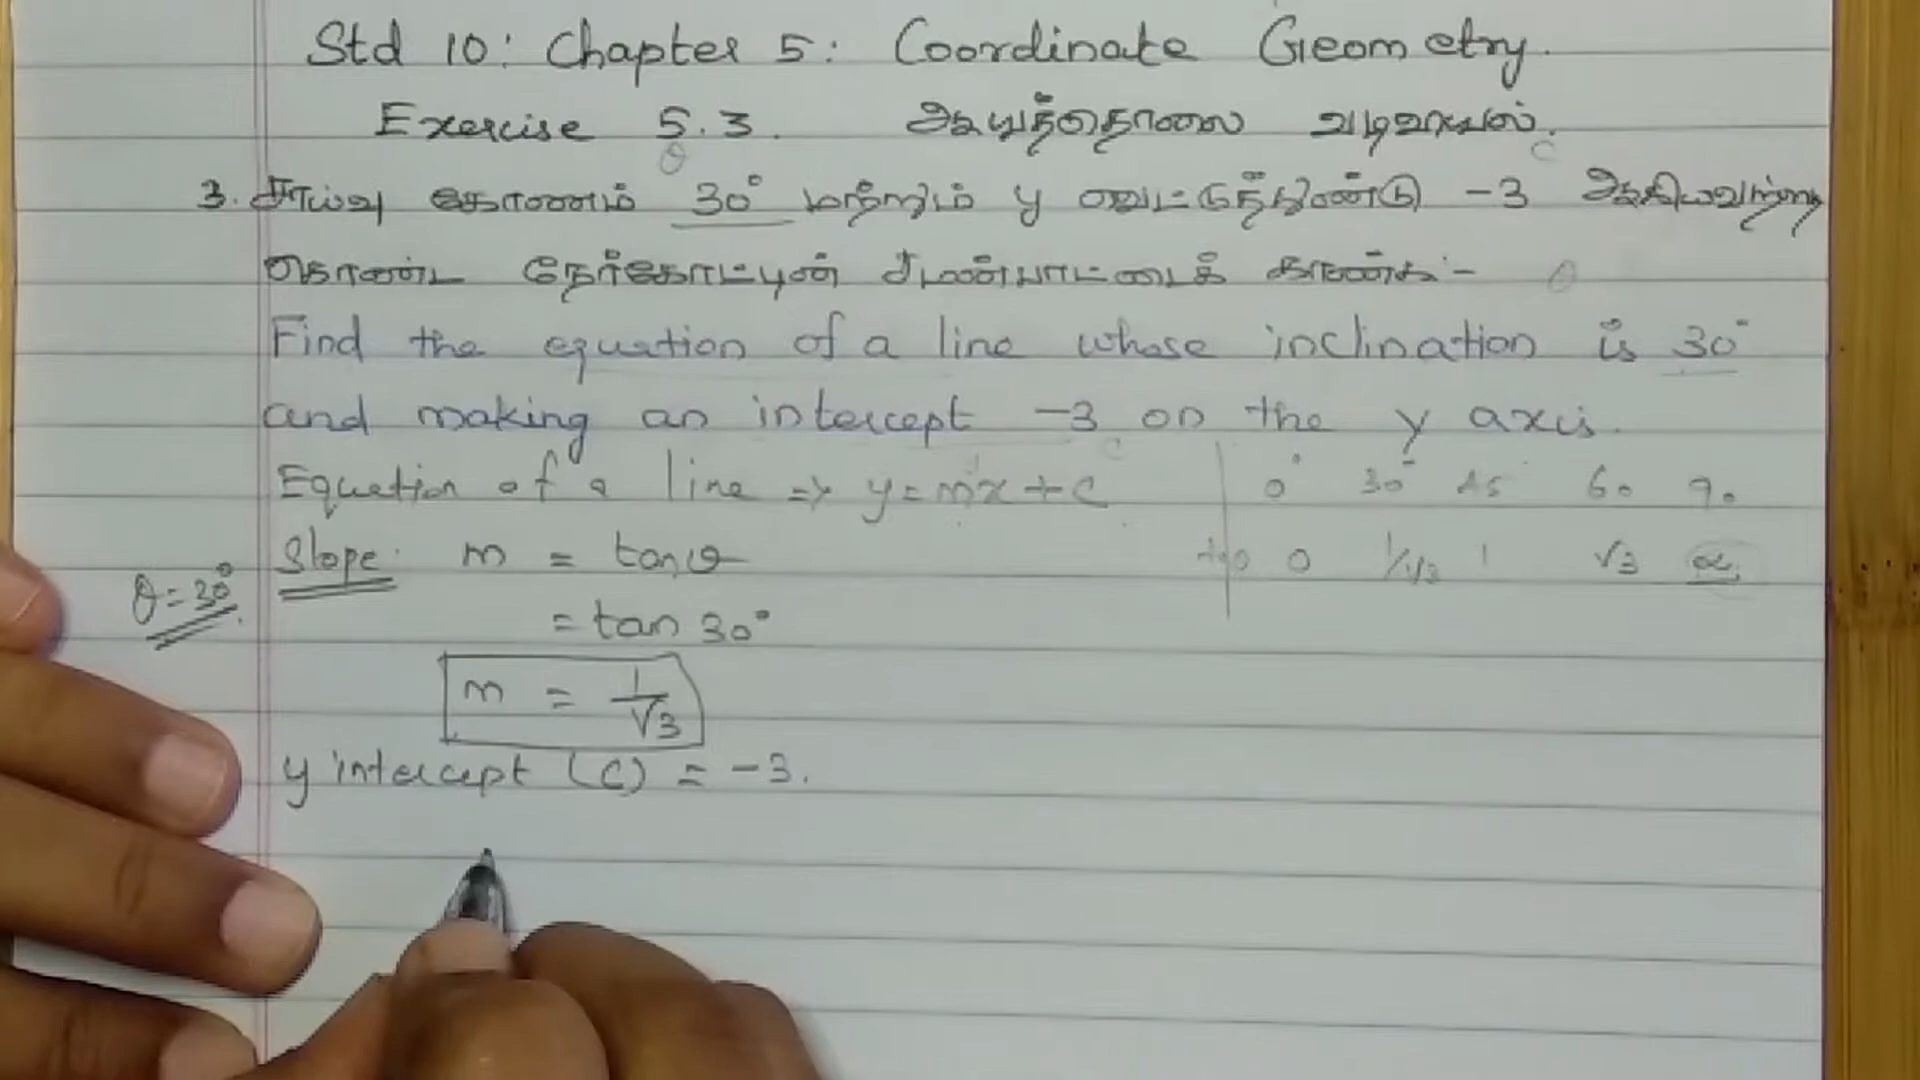 Std 10: Chapter 5: Coordinate Geometry.
Exercise 5.3. ஆயத்தொலை வடிவியல்.
θ c
3. சாய்வு கோணம் 30° மற்றும் y வெட்டுத்துண்டு -3 ஆகியவற்றை
கொண்ட நேர்கோட்டின் சமன்பாட்டைக் காண்க:- θ
Find the equation of a line whose inclination is 30°
and making an intercept -3 on the y axis.
c
Equation of a line => y = mx + c 0° 30° 45 60 90
Slope: m = tanθ tanθ 0 1/√3 1 √3 ∞
θ = 30°
= tan 30°
m = 1/√3
y intercept (c) = -3.